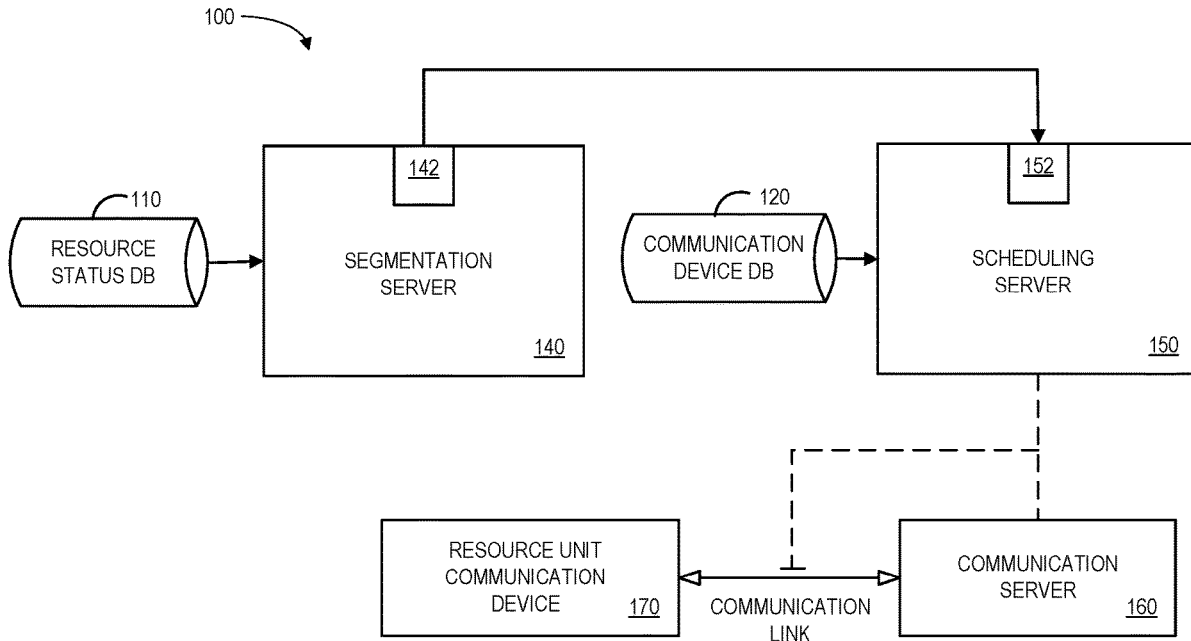 100
142
152
110
RESOURCE
STATUS DB
SEGMENTATION
SERVER
140
120
COMMUNICATION
DEVICE DB
SCHEDULING
SERVER
150
RESOURCE UNIT
COMMUNICATION
DEVICE
170
COMMUNICATION
LINK
COMMUNICATION
SERVER
160